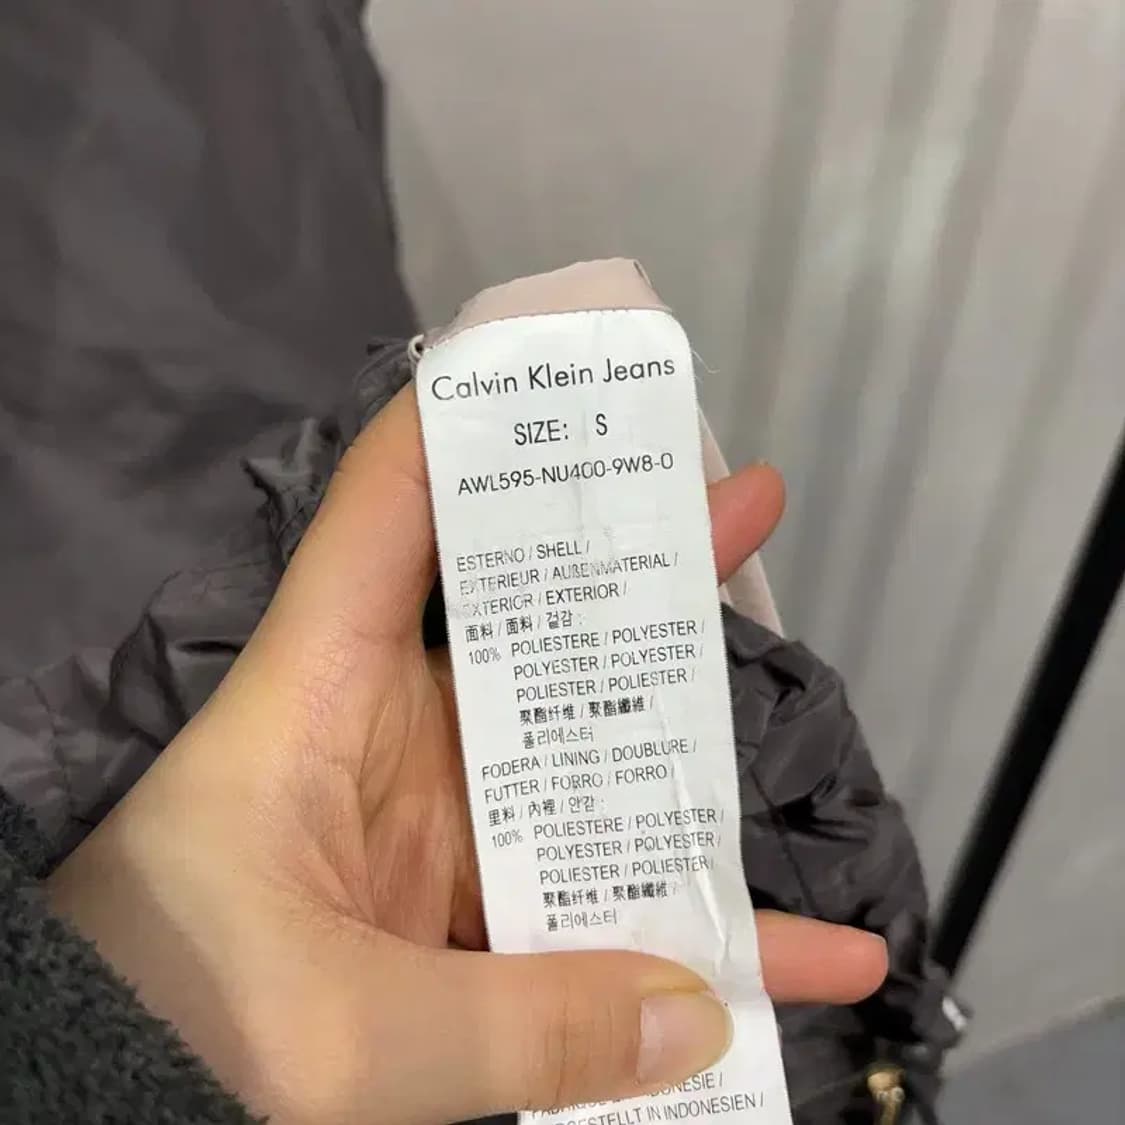 Calvin Klein Jeans
SIZE: S
AWL595-NU400-9W8-0
ESTERNO / SHELL /
EXTERIEUR / AUßENMATERIAL /
EXTERIOR / EXTERIOR /
面料 / 面料 / 겉감 :
100% POLIESTERE / POLYESTER /
POLYESTER / POLYESTER /
POLIESTER / POLIESTER /
聚酯纤维 / 聚酯纖維 /
폴리에스터
FODERA / LINING / DOUBLURE /
FUTTER / FORRO / FORRO /
里料 / 內裡 / 안감 :
100% POLIESTERE / POLYESTER /
POLYESTER / POLYESTER /
POLIESTER / POLIESTER /
聚酯纤维 / 聚酯纖維 /
폴리에스터
IN INDONESIEN /